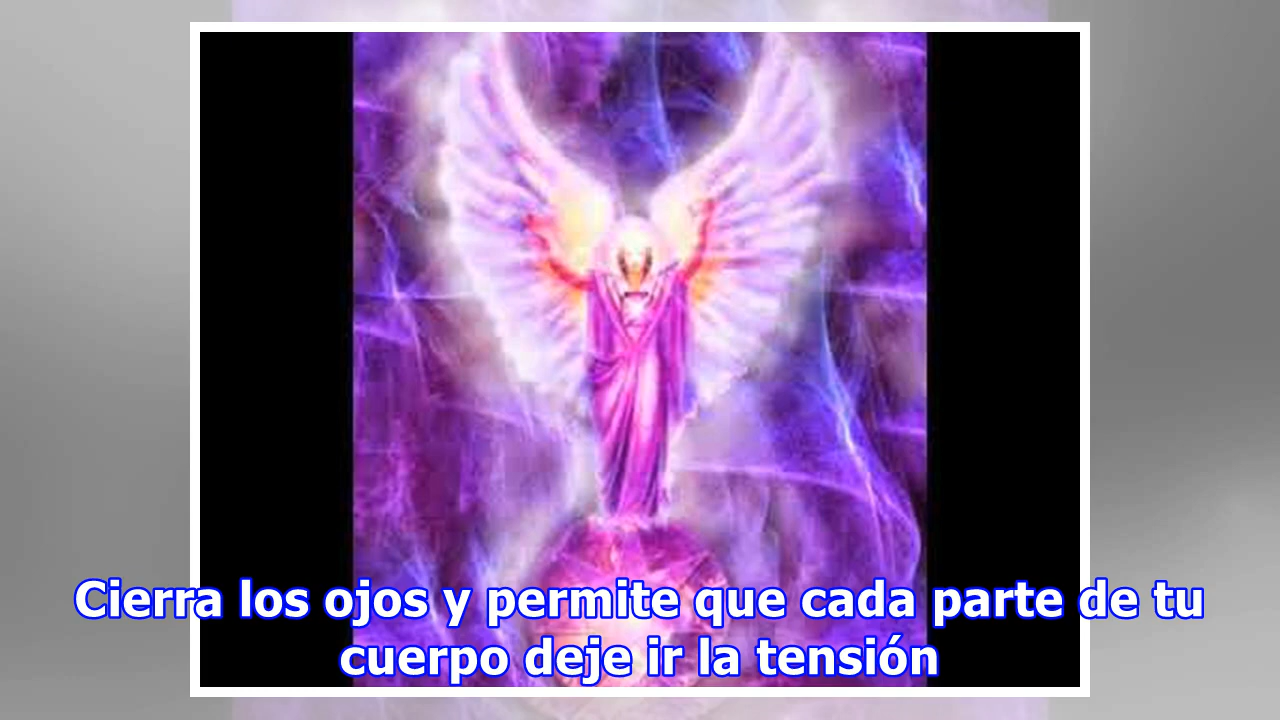 Cierra los ojos y permite que cada parte de tu
cuerpo deje ir la tensión